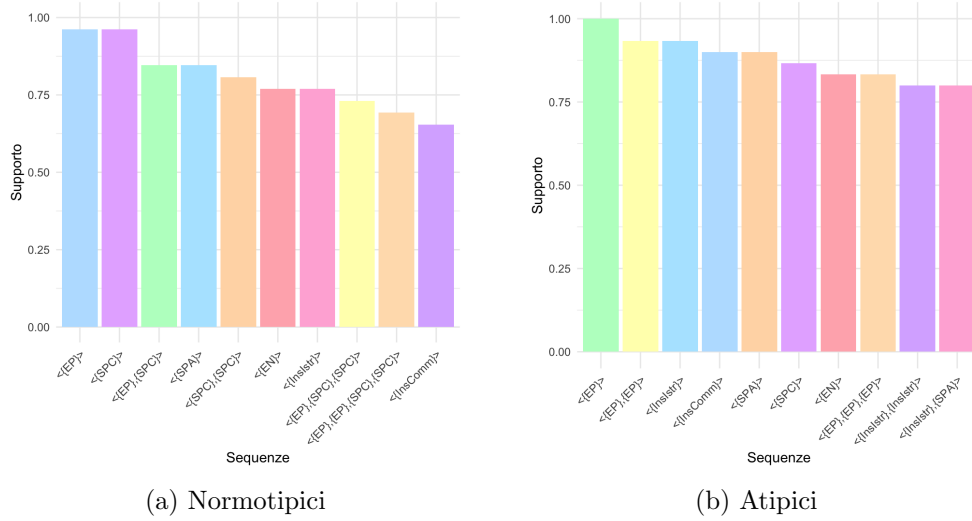 1.00
0.75
0.50
0.25
0.00
Supporto
<{EP}>
<{SPC}>
<{EP},{SPC}>
<{SPA}>
<{SPC},{SPC}>
<{EN}>
<{InsIstr}>
<{EP},{SPC},{SPC}>
<{EP},{EP},{SPC},{SPC}>
<{InsComm}>
Sequenze
(a) Normotipici
1.00
0.75
0.50
0.25
0.00
Supporto
<{EP}>
<{EP},{EP}>
<{InsIstr}>
<{InsComm}>
<{SPA}>
<{SPC}>
<{EN}>
<{EP},{EP},{EP}>
<{InsIstr},{InsIstr}>
<{InsIstr},{SPA}>
Sequenze
(b) Atipici